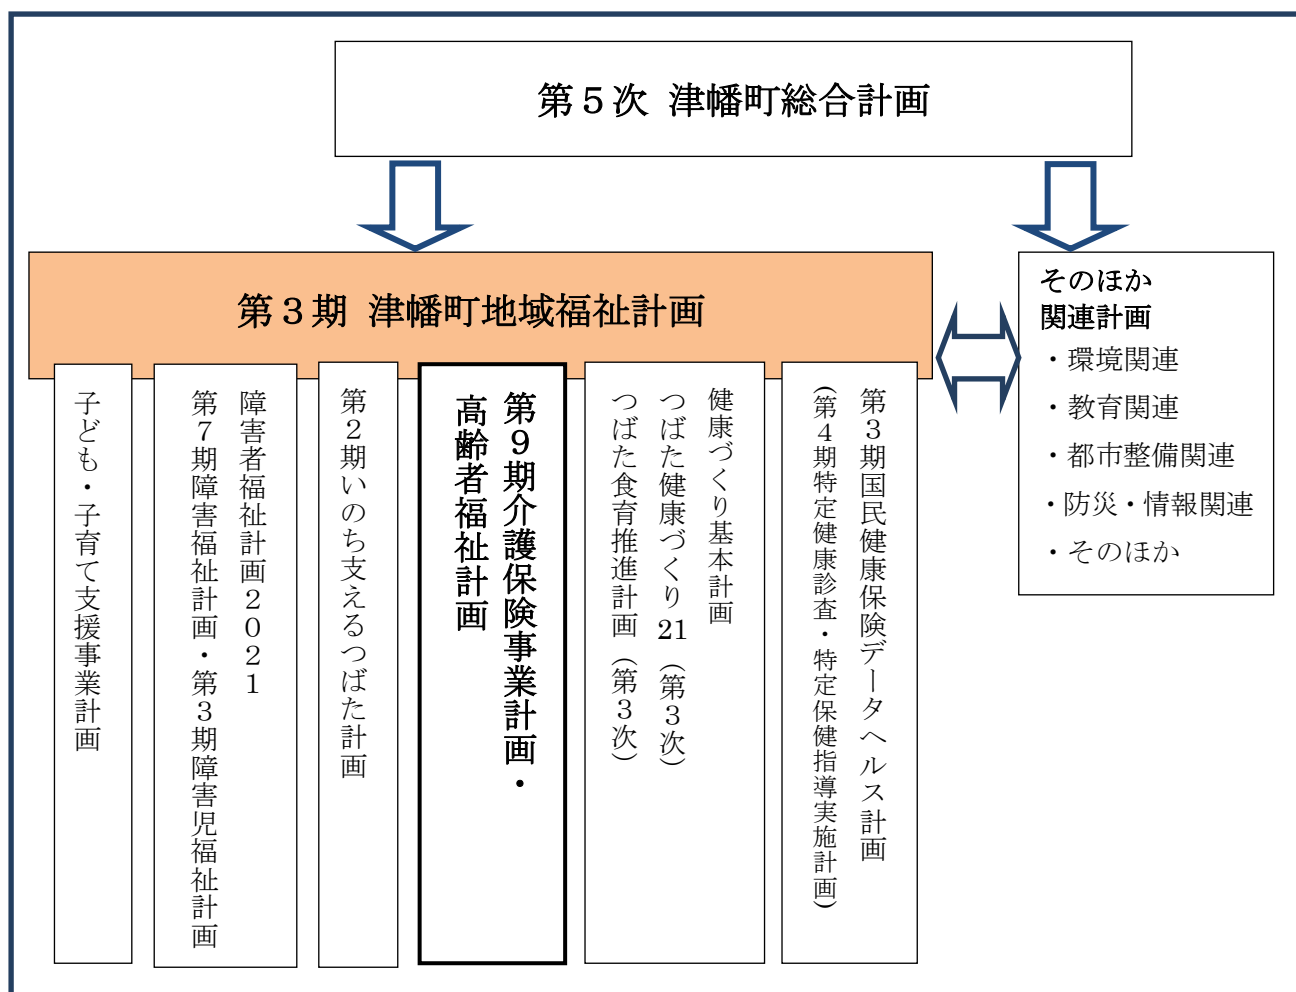 第５次 津幡町総合計画
第３期 津幡町地域福祉計画
そのほか
関連計画
・環境関連
・教育関連
・都市整備関連
・防災・情報関連
・そのほか
第３期国民健康保険データヘルス計画
(第４期特定健康診査・特定保健指導実施計画)
健康づくり基本計画
つばた健康づくり21（第３次）
つばた食育推進計画（第３次）
第９期介護保険事業計画・
高齢者福祉計画
第２期いのち支えるつばた計画
障害者福祉計画２０２１
第７期障害福祉計画・第３期障害児福祉計画
子ども・子育て支援事業計画